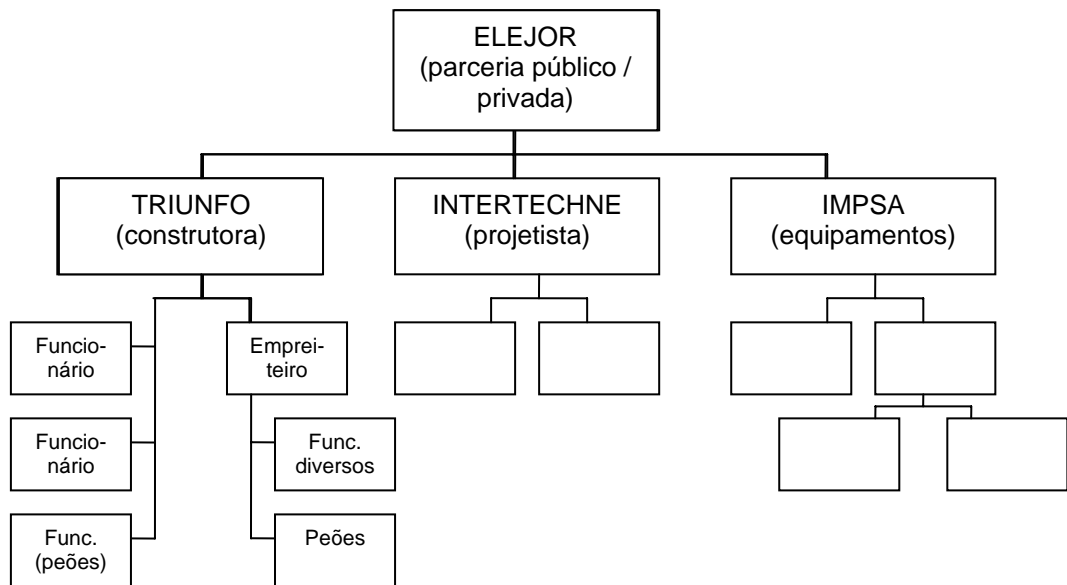 ELEJOR
(parceria público /
privada)
TRIUNFO
(construtora)
INTERTECHNE
(projetista)
IMPSA
(equipamentos)
Funcio-
nário
Emprei-
teiro
Funcio-
nário
Func.
diversos
Func.
(peões)
Peões